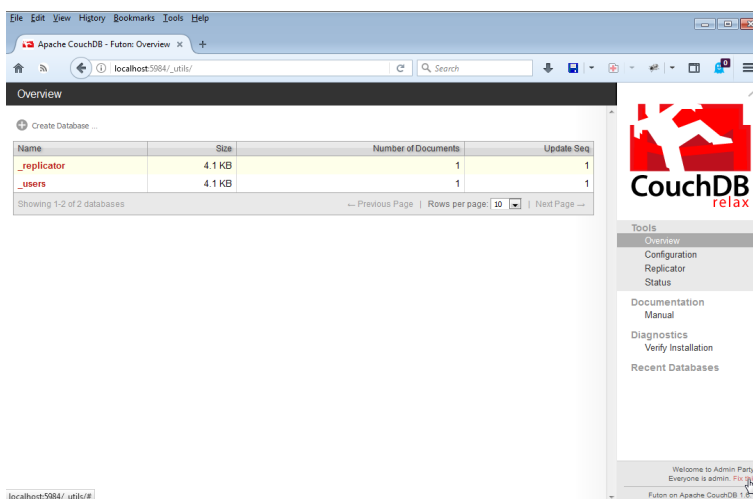 File Edit View History Bookmarks Tools Help
Apache CouchDB - Futon: Overview × +
localhost:5984/_utils/
Search
0
Overview
Create Database ...
Name Size Number of Documents Update Seq
_replicator 4.1 KB 1 1
_users 4.1 KB 1 1
Showing 1-2 of 2 databases ← Previous Page | Rows per page: 10 | Next Page →
CouchDB
relax
Tools
Overview
Configuration
Replicator
Status
Documentation
Manual
Diagnostics
Verify Installation
Recent Databases
Welcome to Admin Party
Everyone is admin. Fix
Futon on Apache CouchDB
localhost:5984/_utils/#